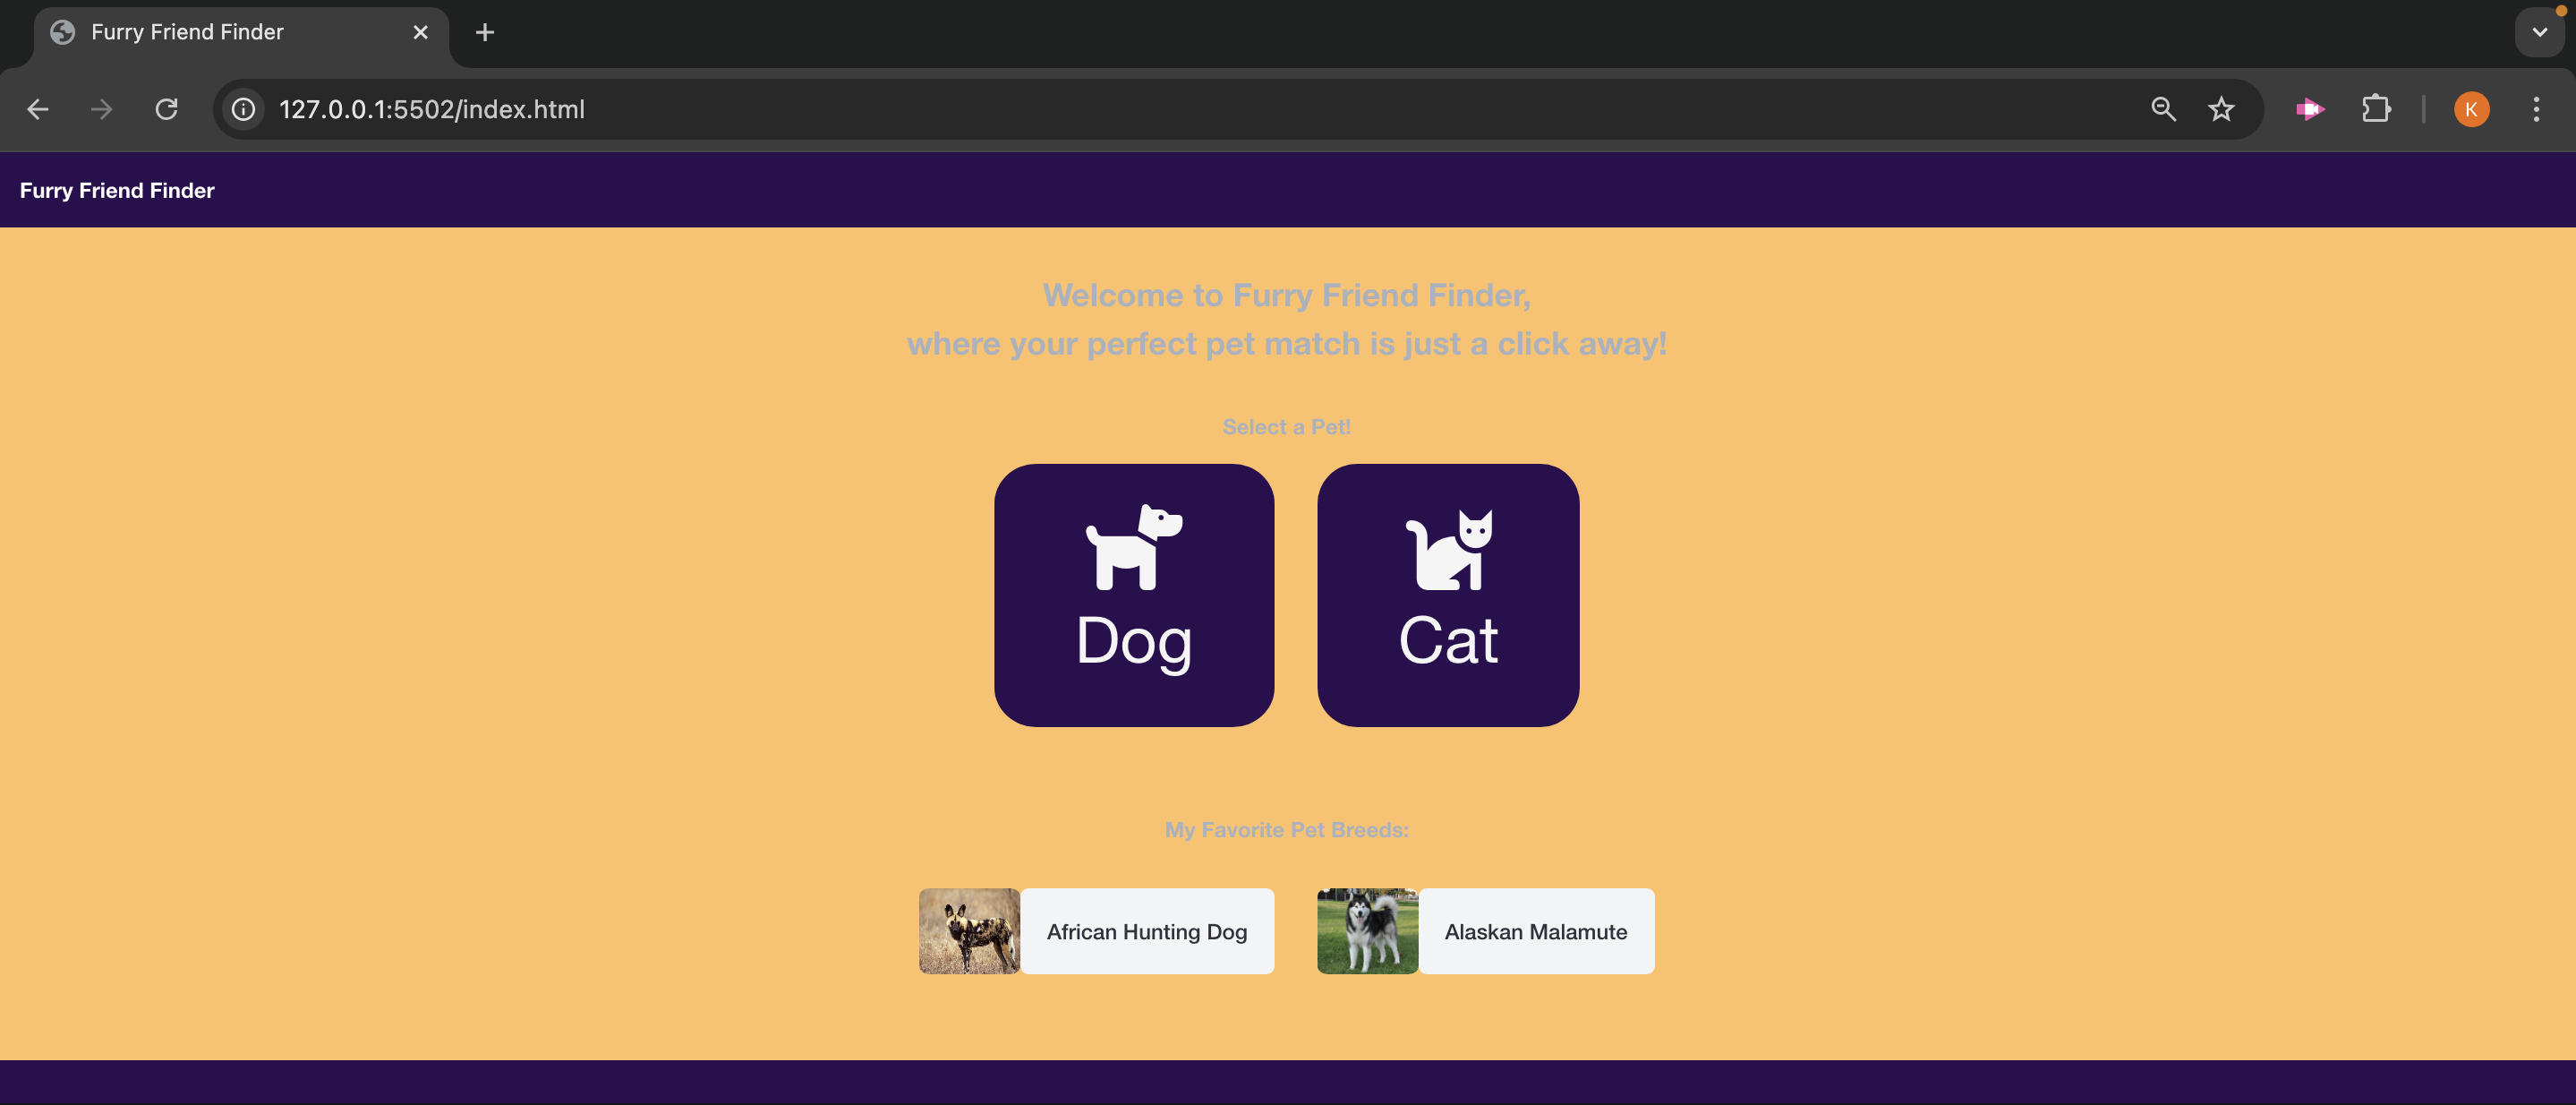 Furry Friend Finder
127.0.0.1:5502/index.html
K
Furry Friend Finder
Welcome to Furry Friend Finder,
where your perfect pet match is just a click away!
Select a Pet!
Dog
Cat
My Favorite Pet Breeds:
African Hunting Dog
Alaskan Malamute